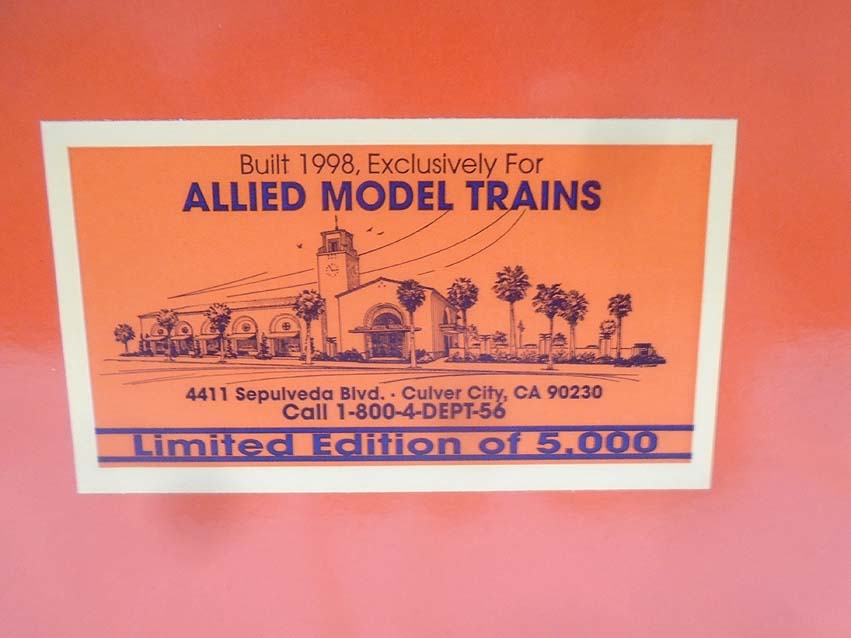 Built 1998, Exclusively For
ALLIED MODEL TRAINS
4411 Sepulveda Blvd. · Culver City, CA 90230
Call 1-800-4-DEPT-56
Limited Edition of 5,000